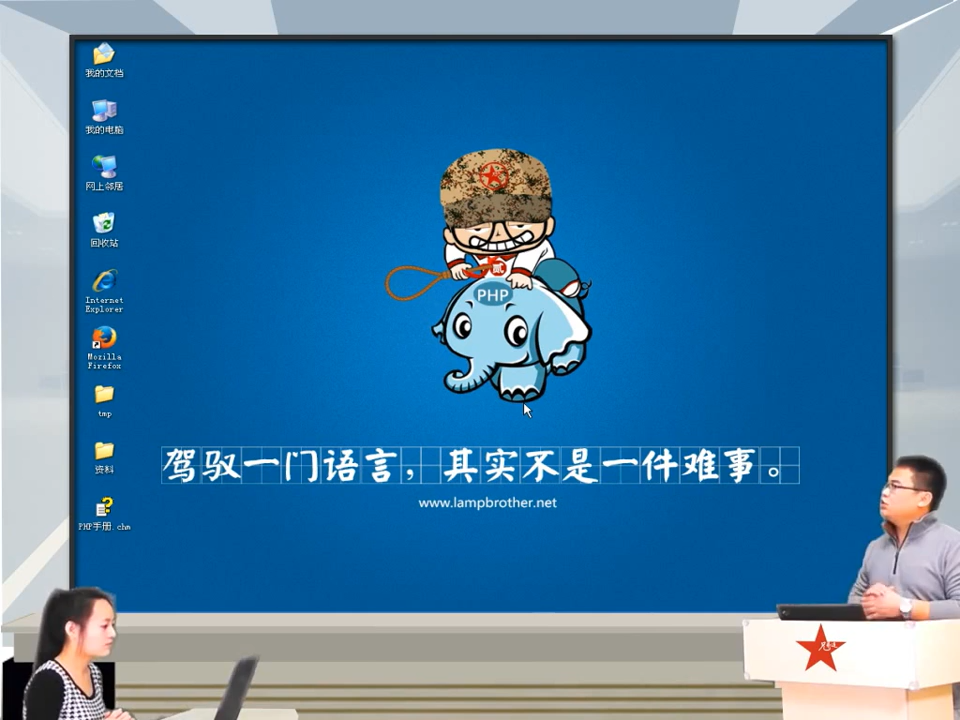 我的文档
我的电脑
网上邻居
回收站
Internet
Explorer
Mozilla
Firefox
tmp
资料
PHP手册.chm
贰
PHP
驾驭一门语言，其实不是一件难事。
www.lampbrother.net